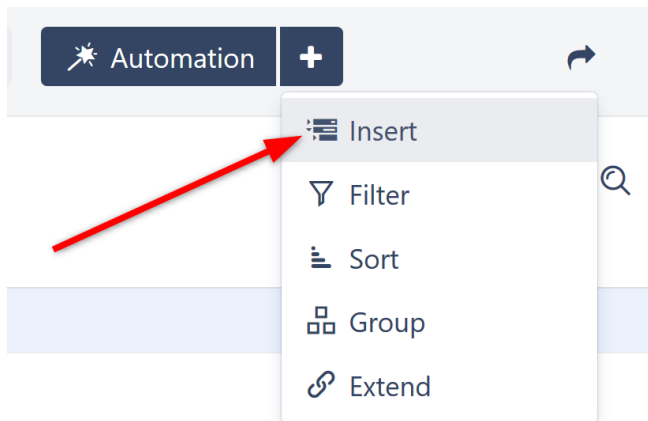 Automation
Insert
Filter
Sort
Group
Extend